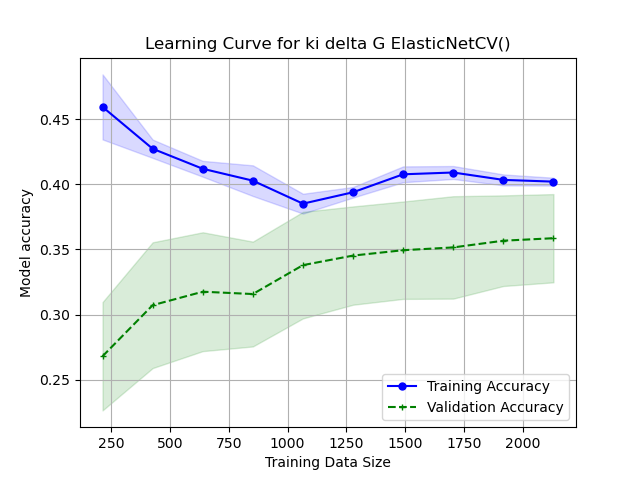 Learning Curve for ki delta G ElasticNetCV()
Model accuracy
0.45
0.40
0.35
0.30
0.25
Training Accuracy
Validation Accuracy
250 500 750 1000 1250 1500 1750 2000
Training Data Size